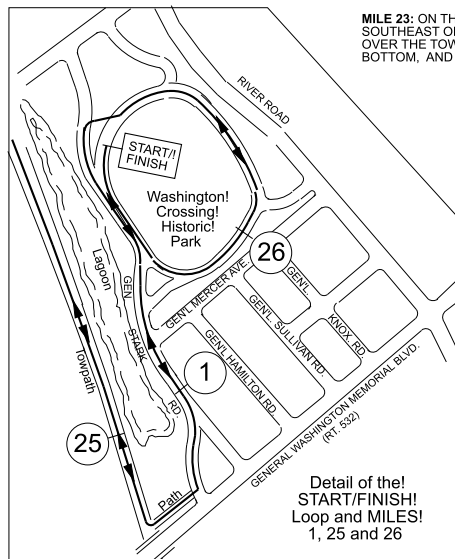 MILE 23: ON TH
SOUTHEAST O
OVER THE TOW
BOTTOM, AND
RIVER ROAD
START/!
FINISH
Washington!
Crossing!
Historic!
Park
26
Lagoon
GEN
STARK
RD
GEN'L MERCER AVE.
GEN'L
KNOX. RD
GEN'L SULLIVAN RD.
GEN'L HAMILTON RD.
1
Towpath
25
GENERAL WASHINGTON MEMORIAL BLVD.
(RT. 532)
Path
Detail of the!
START/FINISH!
Loop and MILES!
1, 25 and 26